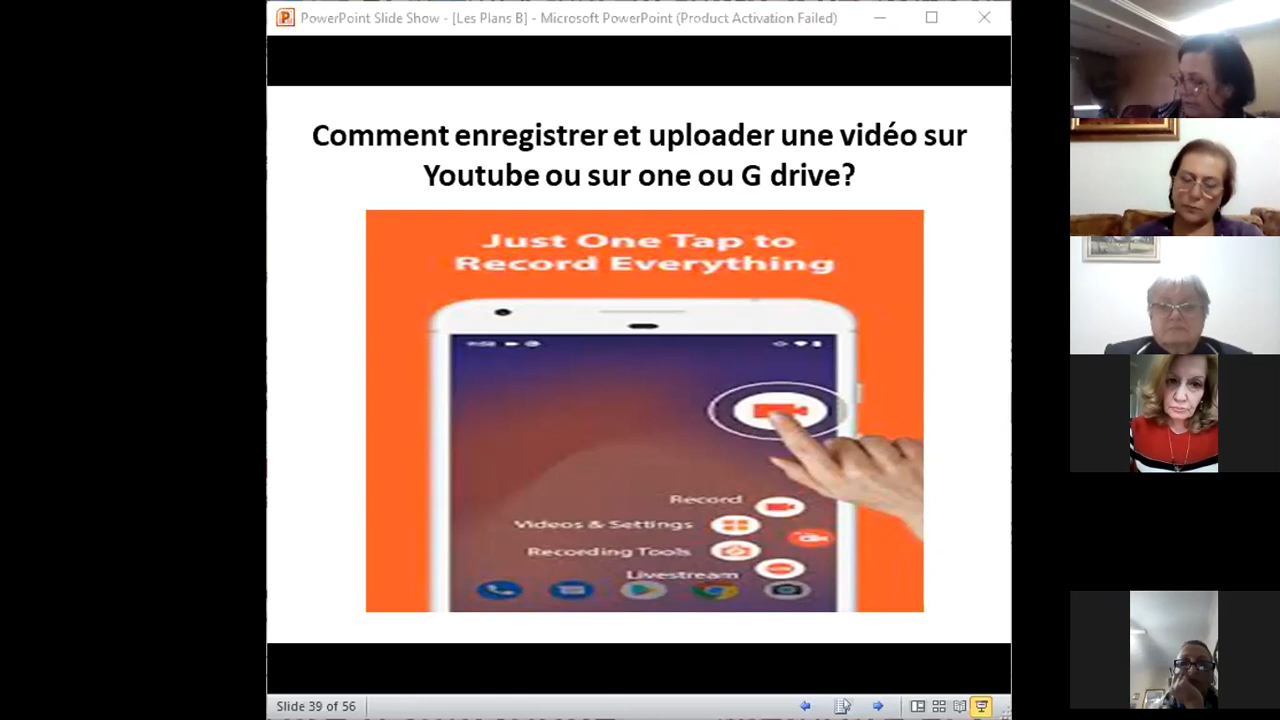 PowerPoint Slide Show - [Les Plans B] - Microsoft PowerPoint (Product Activation Failed)
Comment enregistrer et uploader une vidéo sur
Youtube ou sur one ou G drive?
Just One Tap to
Record Everything
Record
Videos & Settings
Recording Tools
Livestream
Slide 39 of 56